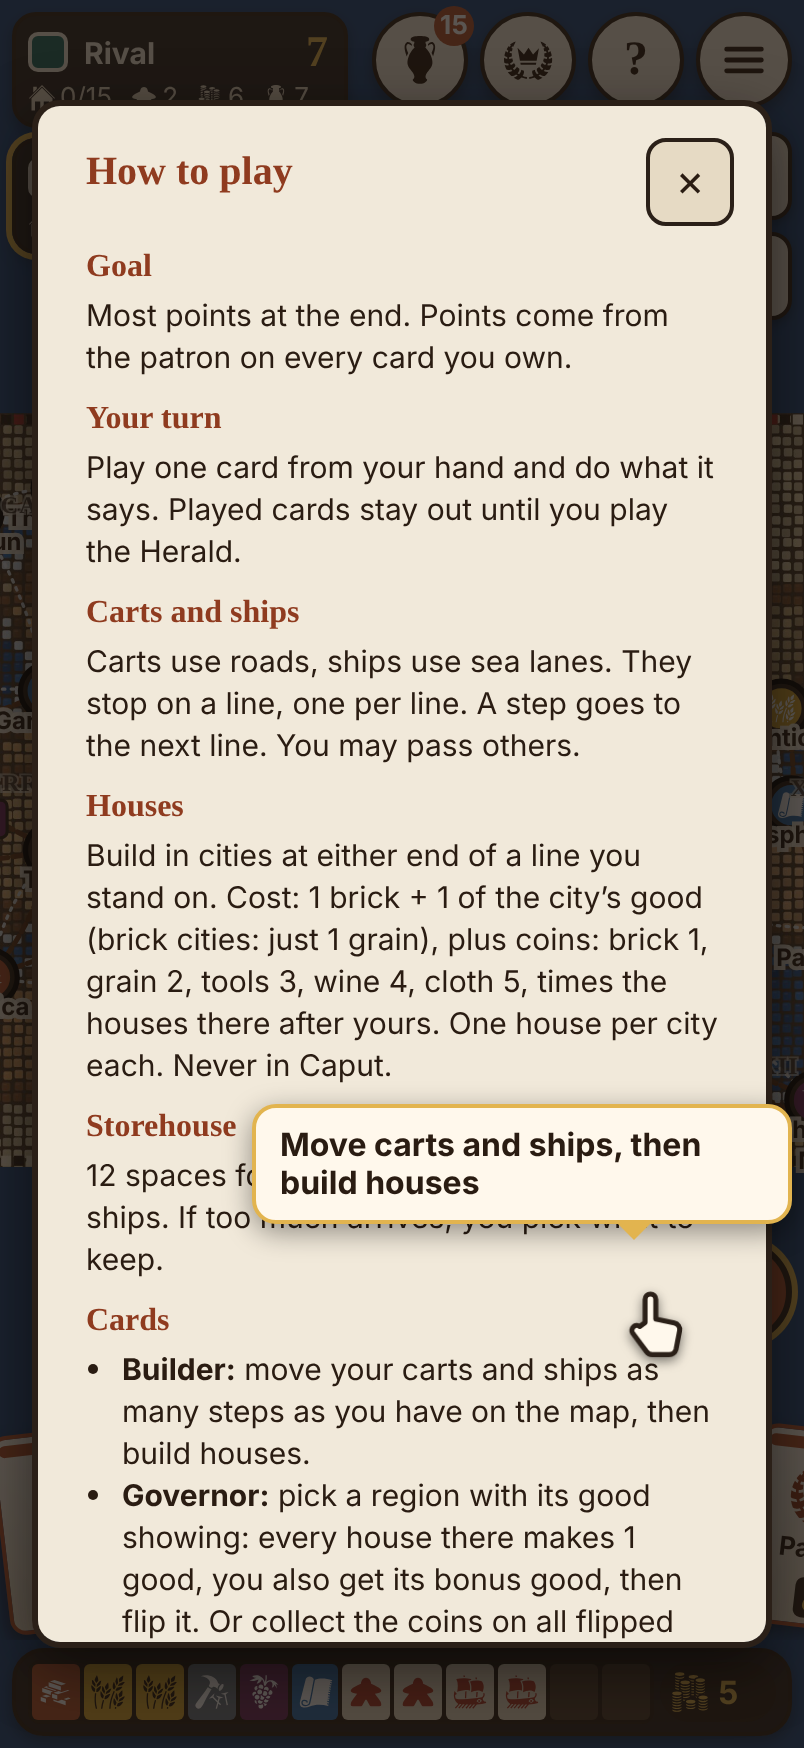 Rival 7
15
?
0/15 2 6 7
How to play
×
Goal
Most points at the end. Points come from
the patron on every card you own.
Your turn
Play one card from your hand and do what it
says. Played cards stay out until you play
the Herald.
Carts and ships
Carts use roads, ships use sea lanes. They
stop on a line, one per line. A step goes to
the next line. You may pass others.
Houses
Build in cities at either end of a line you
stand on. Cost: 1 brick + 1 of the city’s good
(brick cities: just 1 grain), plus coins: brick 1,
grain 2, tools 3, wine 4, cloth 5, times the
houses there after yours. One house per city
each. Never in Caput.
Storehouse
Move carts and ships, then
build houses
12 spaces
ships. If too much arrives, you pick what to
keep.
Cards
• Builder: move your carts and ships as
many steps as you have on the map, then
build houses.
• Governor: pick a region with its good
showing: every house there makes 1
good, you also get its bonus good, then
flip it. Or collect the coins on all flipped
5